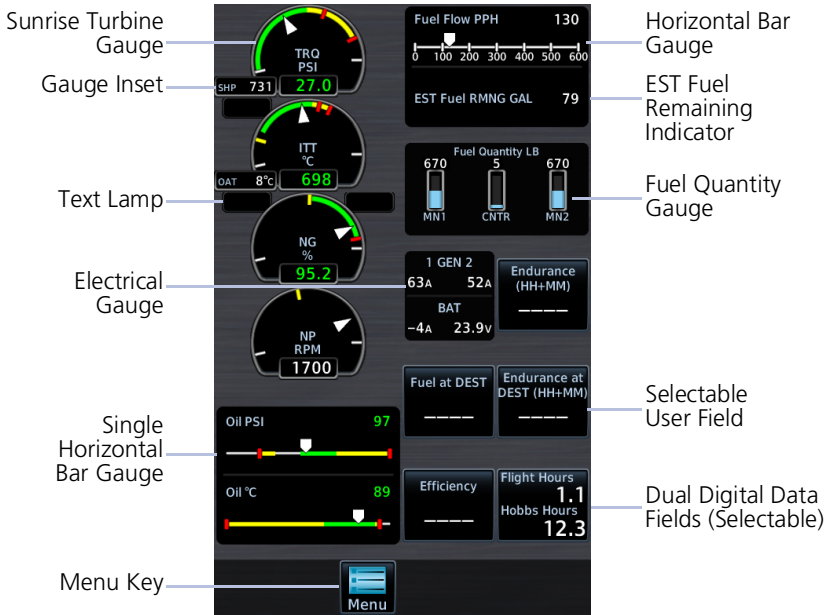 Sunrise Turbine
Gauge
Gauge Inset
Text Lamp
Electrical
Gauge
Single
Horizontal
Bar Gauge
Menu Key
TRQ
PSI
SHP 731
27.0
ITT
°C
OAT 8°C
698
NG
%
95.2
NP
RPM
1700
Oil PSI 97
Oil °C 89
Menu
Fuel Flow PPH 130
0 100 200 300 400 500 600
EST Fuel RMNG GAL 79
Fuel Quantity LB
670 5 670
MN1 CNTR MN2
1 GEN 2
63A 52A
BAT
−4A 23.9V
Endurance
(HH+MM)
————
Fuel at DEST
————
Endurance at
DEST (HH+MM)
————
Efficiency
————
Flight Hours
1.1
Hobbs Hours
12.3
Horizontal Bar
Gauge
EST Fuel
Remaining
Indicator
Fuel Quantity
Gauge
Selectable
User Field
Dual Digital Data
Fields (Selectable)